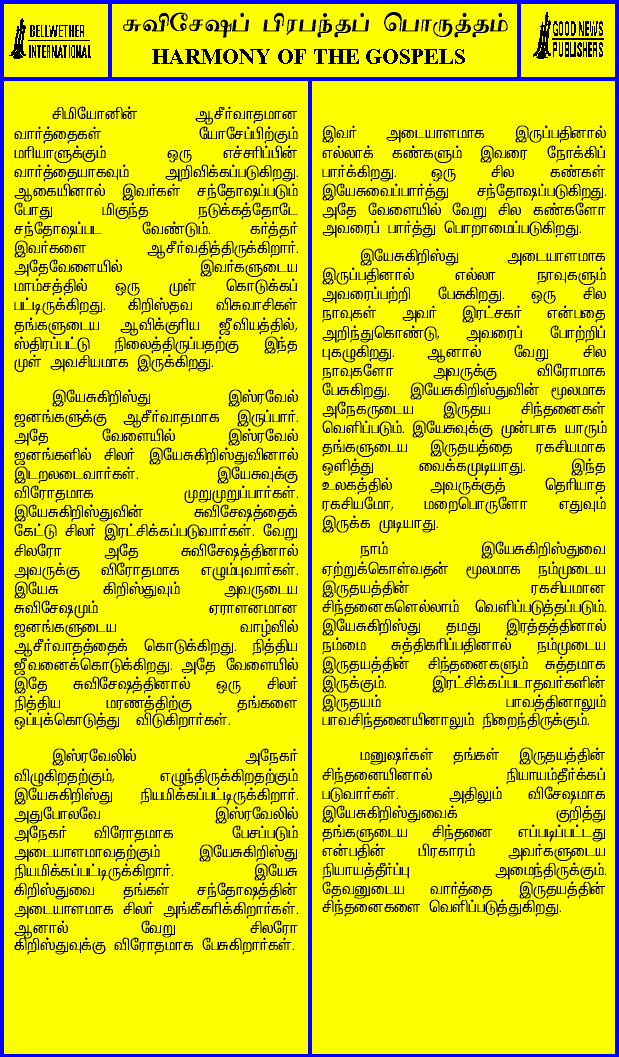 BELLWETHER
INTERNATIONAL
சுவிசேஷப் பிரபந்தப் பொருத்தம்
HARMONY OF THE GOSPELS
GOOD NEWS
PUBLISHERS
சிமியோனின் ஆசீர்வாதமான
வார்த்தைகள் யோசேப்பிற்கும்
மரியாளுக்கும் ஒரு எச்சரிப்பின்
வார்த்தையாகவும் அறிவிக்கப்படுகிறது.
ஆகையினால் இவர்கள் சந்தோஷப்படும்
போது மிகுந்த நடுக்கத்தோடே
சந்தோஷப்பட வேண்டும். கர்த்தர்
இவர்களை ஆசீர்வதித்திருக்கிறார்.
அதேவேளையில் இவர்களுடைய
மாம்சத்தில் ஒரு முள் கொடுக்கப்
பட்டிருக்கிறது. கிறிஸ்தவ விசுவாசிகள்
தங்களுடைய ஆவிக்குரிய ஜீவியத்தில்,
ஸ்திரப்பட்டு நிலைத்திருப்பதற்கு இந்த
முள் அவசியமாக இருக்கிறது.
இயேசுகிறிஸ்து இஸ்ரவேல்
ஜனங்களுக்கு ஆசீர்வாதமாக இருப்பார்.
அதே வேளையில் இஸ்ரவேல்
ஜனங்களில் சிலர் இயேசுகிறிஸ்துவினால்
இடறலடைவார்கள். இயேசுவுக்கு
விரோதமாக முறுமுறுப்பார்கள்.
இயேசுகிறிஸ்துவின் சுவிசேஷத்தைக்
கேட்டு சிலர் இரட்சிக்கப்படுவார்கள். வேறு
சிலரோ அதே சுவிசேஷத்தினால்
அவருக்கு விரோதமாக எழும்புவார்கள்.
இயேசு கிறிஸ்துவும் அவருடைய
சுவிசேஷமும் ஏராளனமான
ஜனங்களுடைய வாழ்வில்
ஆசீர்வாதத்தைக் கொடுக்கிறது. நித்திய
ஜீவனைக்கொடுக்கிறது. அதே வேளையில்
இதே சுவிசேஷத்தினால் ஒரு சிலர்
நித்திய மரணத்திற்கு தங்களை
ஒப்புக்கொடுத்து விடுகிறார்கள்.
இஸ்ரவேலில் அநேகர்
விழுகிறதற்கும், எழுந்திருக்கிறதற்கும்
இயேசுகிறிஸ்து நியமிக்கப்பட்டிருக்கிறார்.
அதுபோலவே இஸ்ரவேலில்
அநேகர் விரோதமாக பேசப்படும்
அடையாளமாவதற்கும் இயேசுகிறிஸ்து
நியமிக்கப்பட்டிருக்கிறார். இயேசு
கிறிஸ்துவை தங்கள் சந்தோஷத்தின்
அடையாளமாக சிலர் அங்கீகரிக்கிறார்கள்.
ஆனால் வேறு சிலரோ
கிறிஸ்துவுக்கு விரோதமாக பேசுகிறார்கள்.
இவர் அடையாளமாக இருப்பதினால்
எல்லாக் கண்களும் இவரை நோக்கிப்
பார்க்கிறது. ஒரு சில கண்கள்
இயேசுவைப்பார்த்து சந்தோஷப்படுகிறது.
அதே வேளையில் வேறு சில கண்களோ
அவரைப் பார்த்து பொறாமைப்படுகிறது.
இயேசுகிறிஸ்து அடையாளமாக
இருப்பதினால் எல்லா நாவுகளும்
அவரைப்பற்றி பேசுகிறது. ஒரு சில
நாவுகள் அவர் இரட்சகர் என்பதை
அறிந்துகொண்டு, அவரைப் போற்றிப்
புகழுகிறது. ஆனால் வேறு சில
நாவுகளோ அவருக்கு விரோமாக
பேசுகிறது. இயேசுகிறிஸ்துவின் மூலமாக
அநேகருடைய இருதய சிந்தனைகள்
வெளிப்படும். இயேசுவுக்கு முன்பாக யாரும்
தங்களுடைய இருதயத்தை ரகசியமாக
ஒளித்து வைக்கமுடியாது. இந்த
உலகத்தில் அவருக்குத் தெரியாத
ரகசியமோ, மறைபொருளோ எதுவும்
இருக்க முடியாது.
நாம் இயேசுகிறிஸ்துவை
ஏற்றுக்கொள்வதன் மூலமாக நம்முடைய
இருதயத்தின் ரகசியமான
சிந்தனைகளெல்லாம் வெளிப்படுத்தப்படும்.
இயேசுகிறிஸ்து தமது இரத்தத்தினால்
நம்மை சுத்திகரிப்பதினால் நம்முடைய
இருதயத்தின் சிந்தனைகளும் சுத்தமாக
இருக்கும். இரட்சிக்கப்படாதவர்களின்
இருதயம் பாவத்தினாலும்
பாவசிந்தனையினாலும் நிறைந்திருக்கும்.
மனுஷர்கள் தங்கள் இருதயத்தின்
சிந்தனையினால் நியாயம்தீர்க்கப்
படுவார்கள். அதிலும் விசேஷமாக
இயேசுகிறிஸ்துவைக் குறித்து
தங்களுடைய சிந்தனை எப்படிப்பட்டது
என்பதின் பிரகாரம் அவர்களுடைய
நியாயத்தீர்ப்பு அமைந்திருக்கும்.
தேவனுடைய வார்த்தை இருதயத்தின்
சிந்தனைகளை வெளிப்படுத்துகிறது.